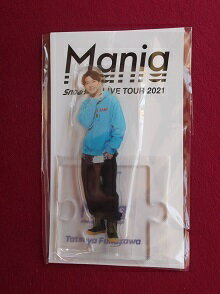 Mania
Snow Man LIVE TOUR 2021
Tatsuya Fukazawa